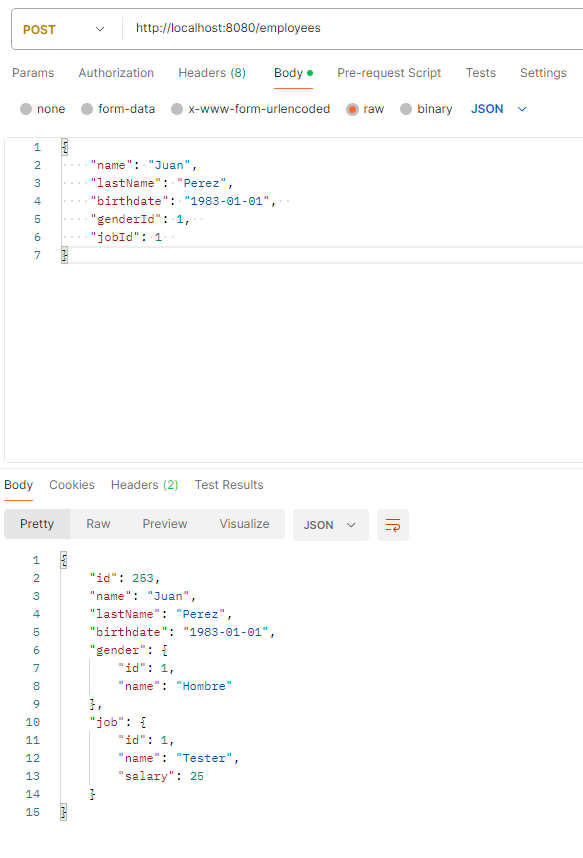 POST http://localhost:8080/employees
Params Authorization Headers (8) Body Pre-request Script Tests Settings
none form-data x-www-form-urlencoded raw binary JSON
1 {
2 "name": "Juan",
3 "lastName": "Perez",
4 "birthdate": "1983-01-01",
5 "genderId": 1,
6 "jobId": 1
7 }
Body Cookies Headers (2) Test Results
Pretty Raw Preview Visualize JSON
1 {
2 "id": 253,
3 "name": "Juan",
4 "lastName": "Perez",
5 "birthdate": "1983-01-01",
6 "gender": {
7 "id": 1,
8 "name": "Hombre"
9 },
10 "job": {
11 "id": 1,
12 "name": "Tester",
13 "salary": 25
14 }
15 }